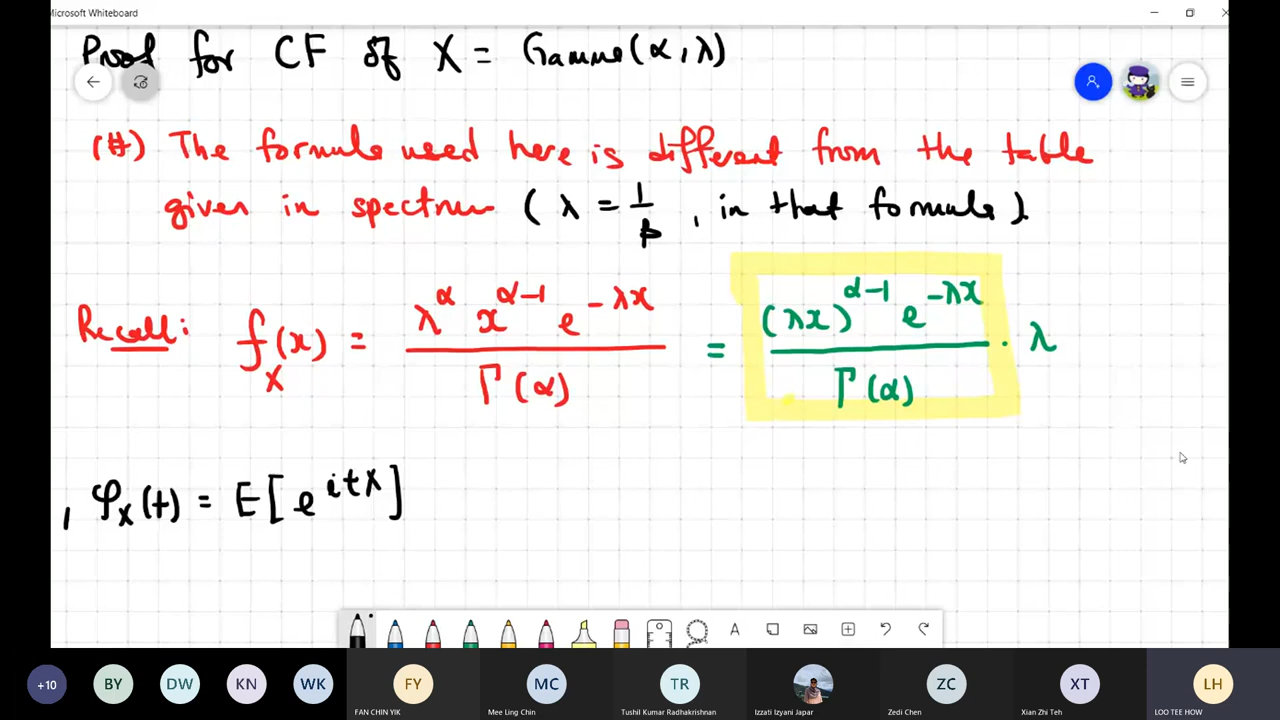 Microsoft Whiteboard
Proof for CF of X = Gamma(α, λ)
(#) The formula used here is different from the table
given in spectrum ( λ = 1/β , in that formula ).
Recall: f_X(x) = λ^α x^(α-1) e^(-λx) / Γ(α) = (λx)^(α-1) e^(-λx) / Γ(α) · λ
, φ_X(t) = E[e^(itX)]
A
+10 BY DW KN WK FY MC TR ZC XT LH
FAN CHIN YIK Mee Ling Chin Tushil Kumar Radhakrishnan Izzati Izyani Japar Zedi Chen Xian Zhi Teh LOO TEE HOW